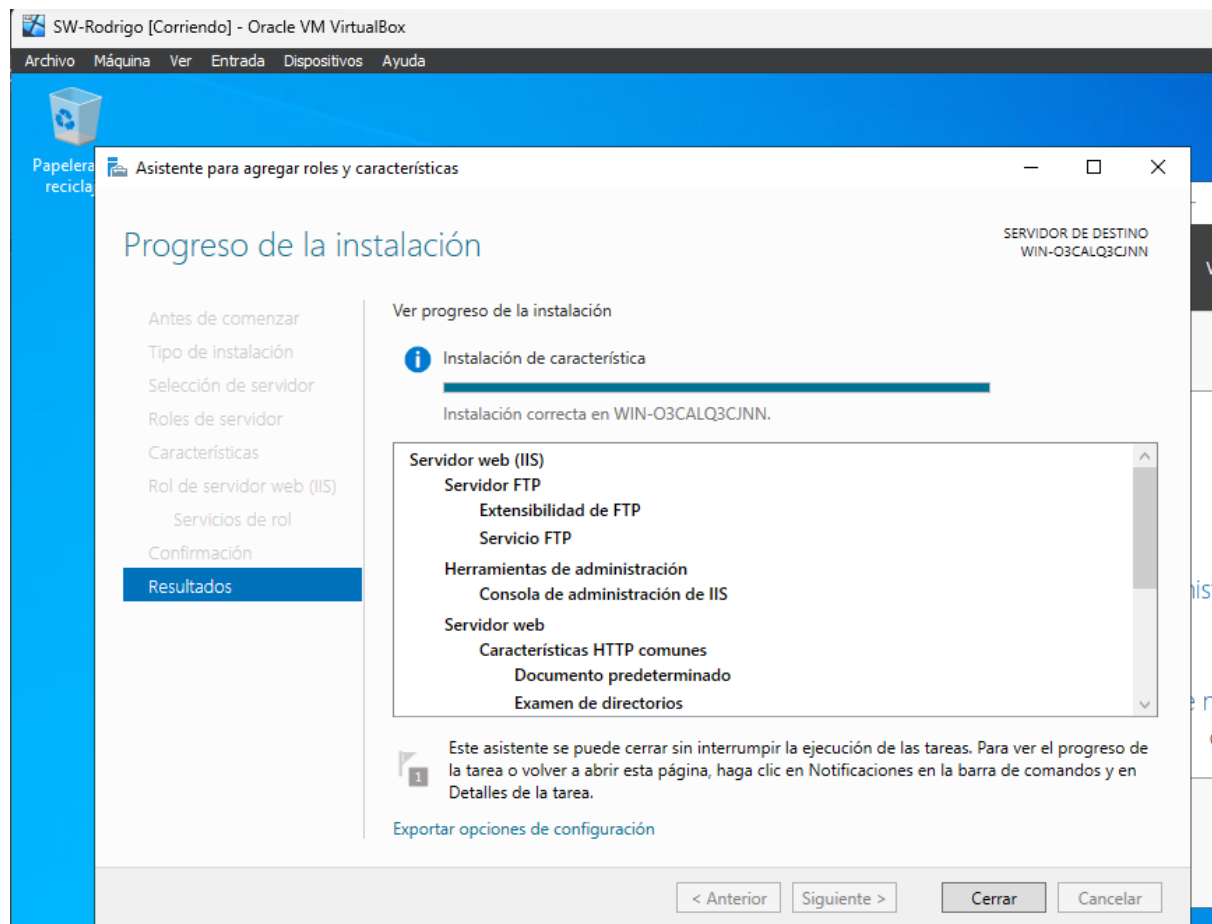 SW-Rodrigo [Corriendo] - Oracle VM VirtualBox
Archivo Máquina Ver Entrada Dispositivos Ayuda
Papelera
recicla
Asistente para agregar roles y características
Progreso de la instalación
SERVIDOR DE DESTINO
WIN-O3CALQ3CJNN
Antes de comenzar
Tipo de instalación
Selección de servidor
Roles de servidor
Características
Rol de servidor web (IIS)
Servicios de rol
Confirmación
Resultados
Ver progreso de la instalación
Instalación de característica
Instalación correcta en WIN-O3CALQ3CJNN.
Servidor web (IIS)
Servidor FTP
Extensibilidad de FTP
Servicio FTP
Herramientas de administración
Consola de administración de IIS
Servidor web
Características HTTP comunes
Documento predeterminado
Examen de directorios
1
Este asistente se puede cerrar sin interrumpir la ejecución de las tareas. Para ver el progreso de
la tarea o volver a abrir esta página, haga clic en Notificaciones en la barra de comandos y en
Detalles de la tarea.
Exportar opciones de configuración
< Anterior Siguiente > Cerrar Cancelar